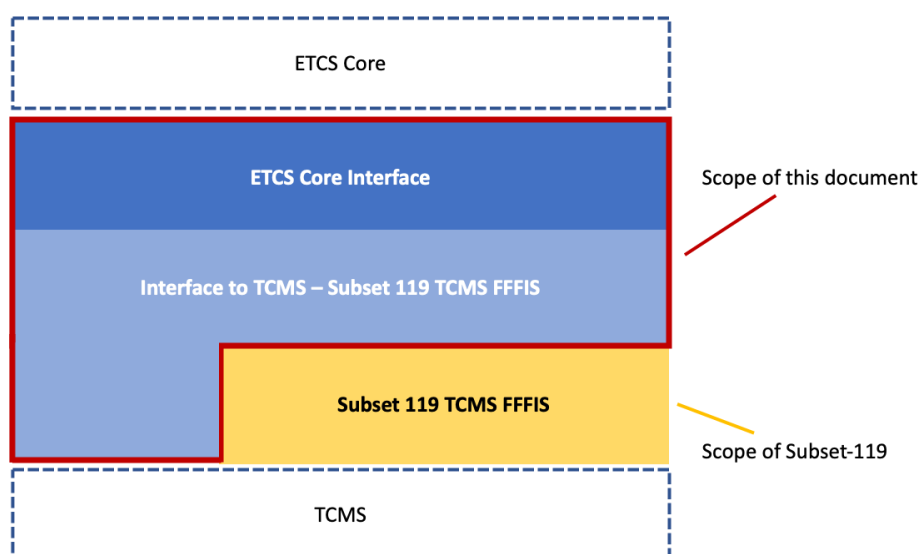 ETCS Core
ETCS Core Interface
Scope of this document
Interface to TCMS – Subset 119 TCMS FFFIS
Subset 119 TCMS FFFIS
Scope of Subset-119
TCMS